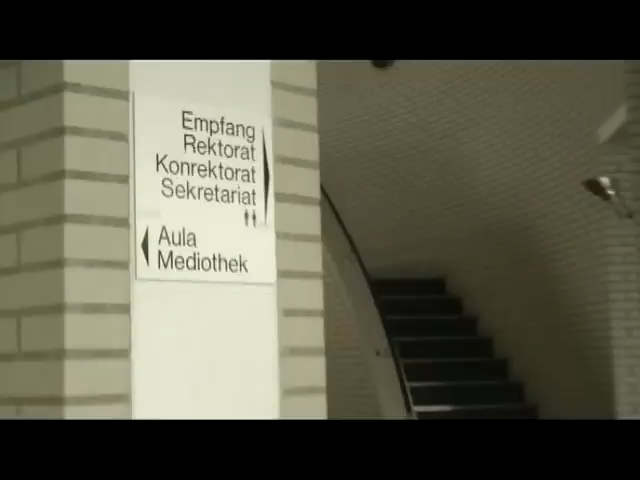 Empfang
Rektorat
Konrektorat
Sekretariat
Aula
Mediothek